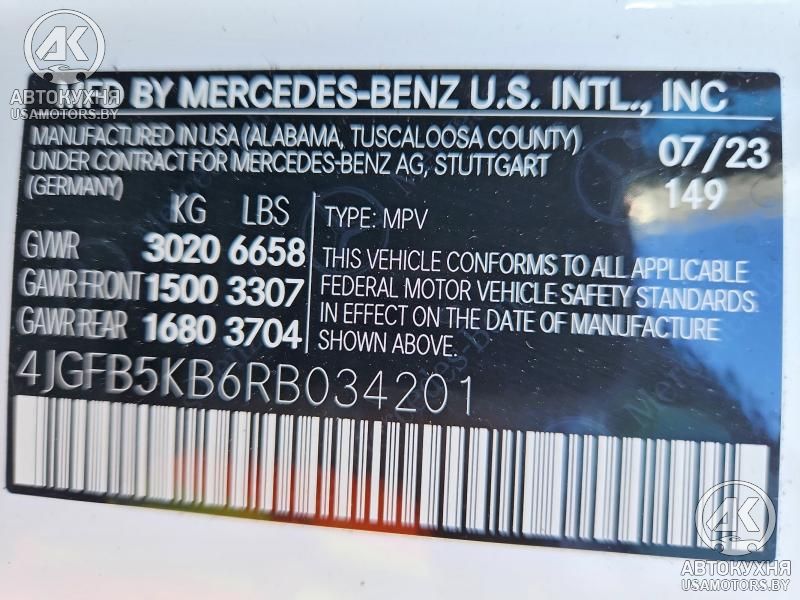 AK
АВТОКУХНЯ
USAMOTORS.BY
BY MERCEDES-BENZ U.S. INTL., INC
MANUFACTURED IN USA (ALABAMA, TUSCALOOSA COUNTY)
UNDER CONTRACT FOR MERCEDES-BENZ AG, STUTTGART
(GERMANY)
07/23
149
KG LBS
GVWR 3020 6658
GAWR FRONT 1500 3307
GAWR REAR 1680 3704
TYPE: MPV
THIS VEHICLE CONFORMS TO ALL APPLICABLE
FEDERAL MOTOR VEHICLE SAFETY STANDARDS
IN EFFECT ON THE DATE OF MANUFACTURE
SHOWN ABOVE.
4JGFB5KB6RB034201
AK
АВТОКУХНЯ
USAMOTORS.BY